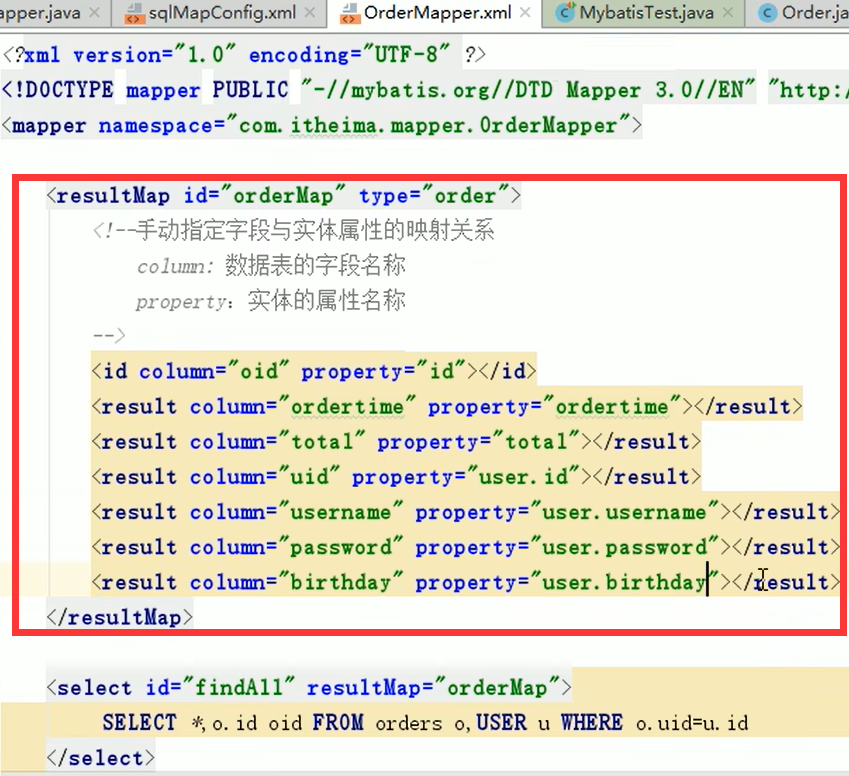 apper.java × sqlMapConfig.xml × OrderMapper.xml × MybatisTest.java × Order.ja
<?xml version="1.0" encoding="UTF-8" ?>
<!DOCTYPE mapper PUBLIC "-//mybatis.org//DTD Mapper 3.0//EN" "http:/
<mapper namespace="com.itheima.mapper.OrderMapper">
<resultMap id="orderMap" type="order">
<!--手动指定字段与实体属性的映射关系
column: 数据表的字段名称
property：实体的属性名称
-->
<id column="oid" property="id"></id>
<result column="ordertime" property="ordertime"></result>
<result column="total" property="total"></result>
<result column="uid" property="user.id"></result>
<result column="username" property="user.username"></result>
<result column="password" property="user.password"></result>
<result column="birthday" property="user.birthday"></result>
</resultMap>
<select id="findAll" resultMap="orderMap">
SELECT *,o.id oid FROM orders o,USER u WHERE o.uid=u.id
</select>